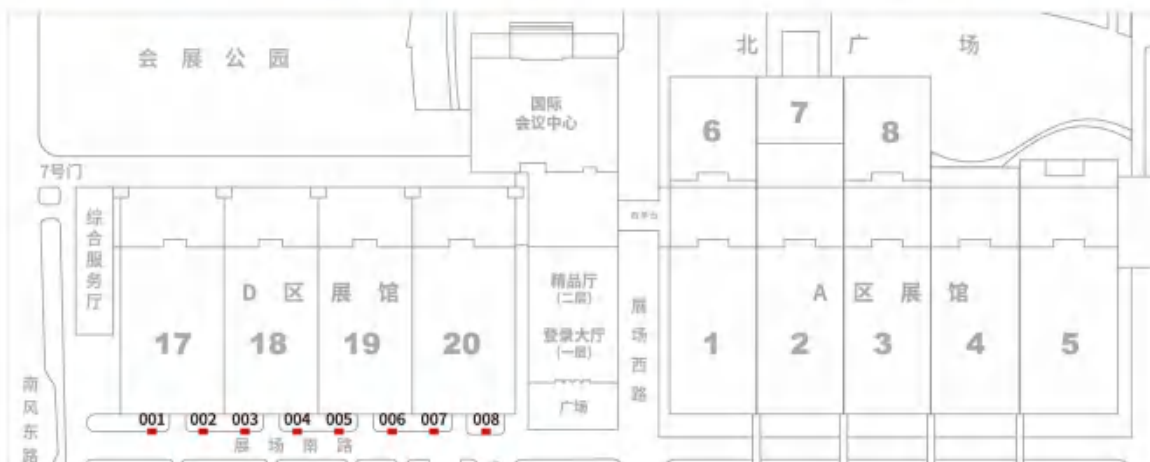 会展公园
北广场
国际
会议中心
6
7
8
7号门
综合服务厅
D区展馆
精品厅
(二层)
登录大厅
(一层)
展场西路
A区展馆
17
18
19
20
1
2
3
4
5
南风东路
广场
001
002
003
004
005
006
007
008
展场南路